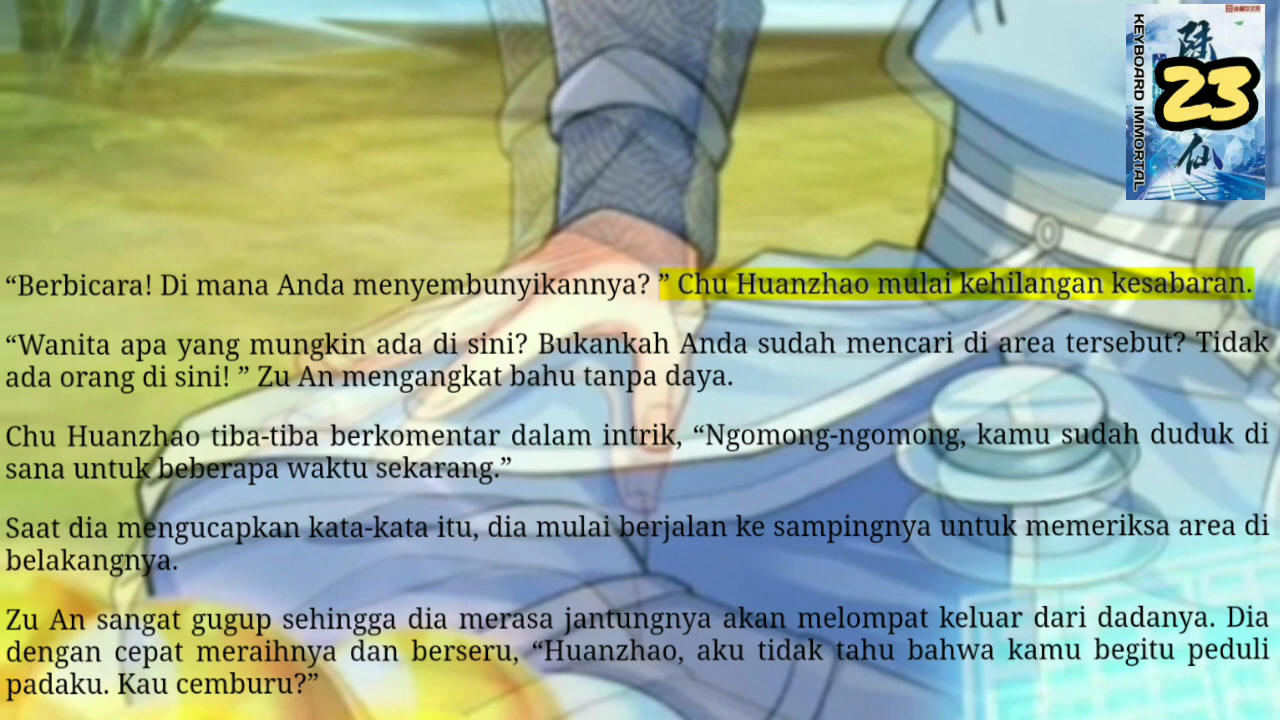 KEYBOARD IMMORTAL
23
仙
“Berbicara! Di mana Anda menyembunyikannya? ” Chu Huanzhao mulai kehilangan kesabaran.
“Wanita apa yang mungkin ada di sini? Bukankah Anda sudah mencari di area tersebut? Tidak
ada orang di sini! ” Zu An mengangkat bahu tanpa daya.
Chu Huanzhao tiba-tiba berkomentar dalam intrik, “Ngomong-ngomong, kamu sudah duduk di
sana untuk beberapa waktu sekarang.”
Saat dia mengucapkan kata-kata itu, dia mulai berjalan ke sampingnya untuk memeriksa area di
belakangnya.
Zu An sangat gugup sehingga dia merasa jantungnya akan melompat keluar dari dadanya. Dia
dengan cepat meraihnya dan berseru, “Huanzhao, aku tidak tahu bahwa kamu begitu peduli
padaku. Kau cemburu?”